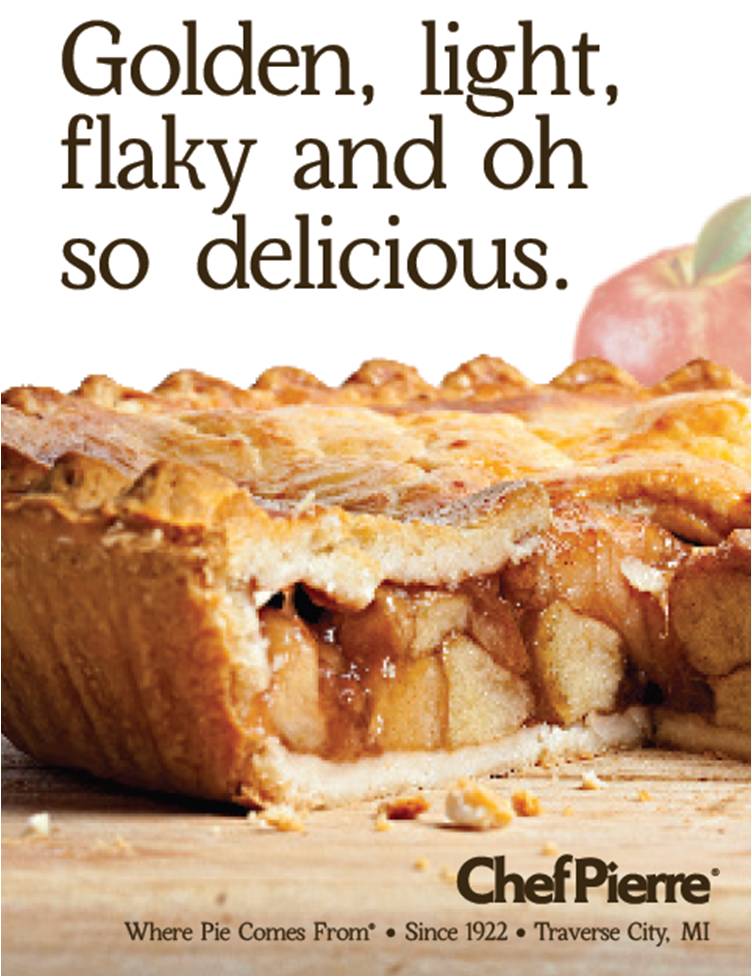 Golden, light,
flaky and oh
so delicious.
ChefPierre®
Where Pie Comes From® • Since 1922 • Traverse City, MI